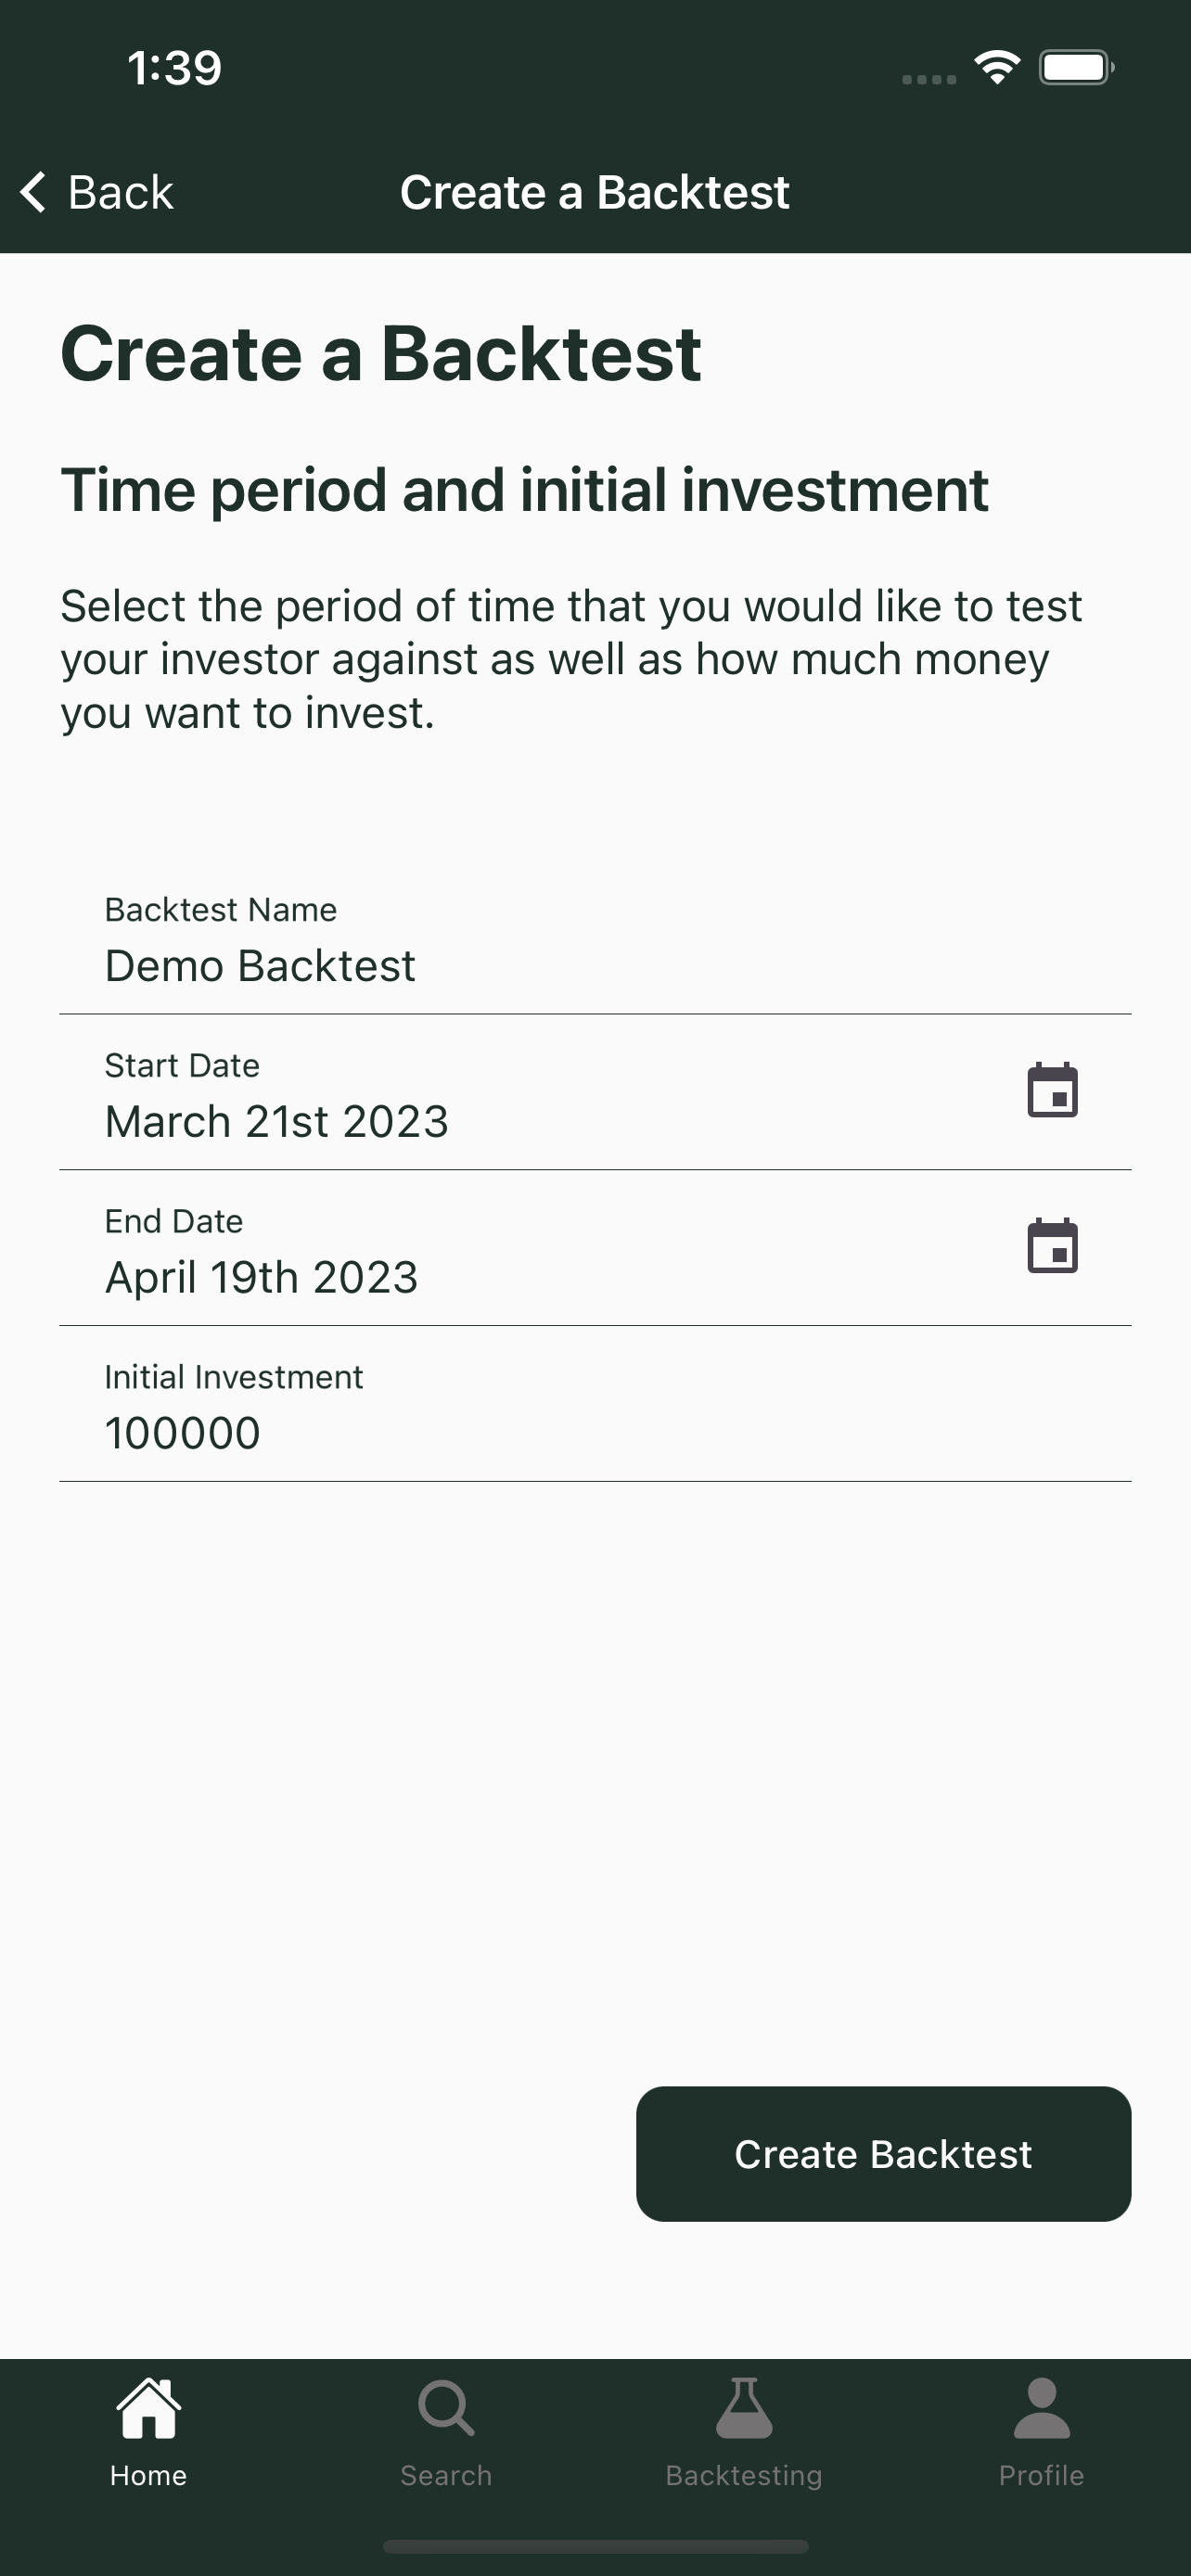 1:39
Back
Create a Backtest
Create a Backtest
Time period and initial investment
Select the period of time that you would like to test
your investor against as well as how much money
you want to invest.
Backtest Name
Demo Backtest
Start Date
March 21st 2023
End Date
April 19th 2023
Initial Investment
100000
Create Backtest
Home
Search
Backtesting
Profile